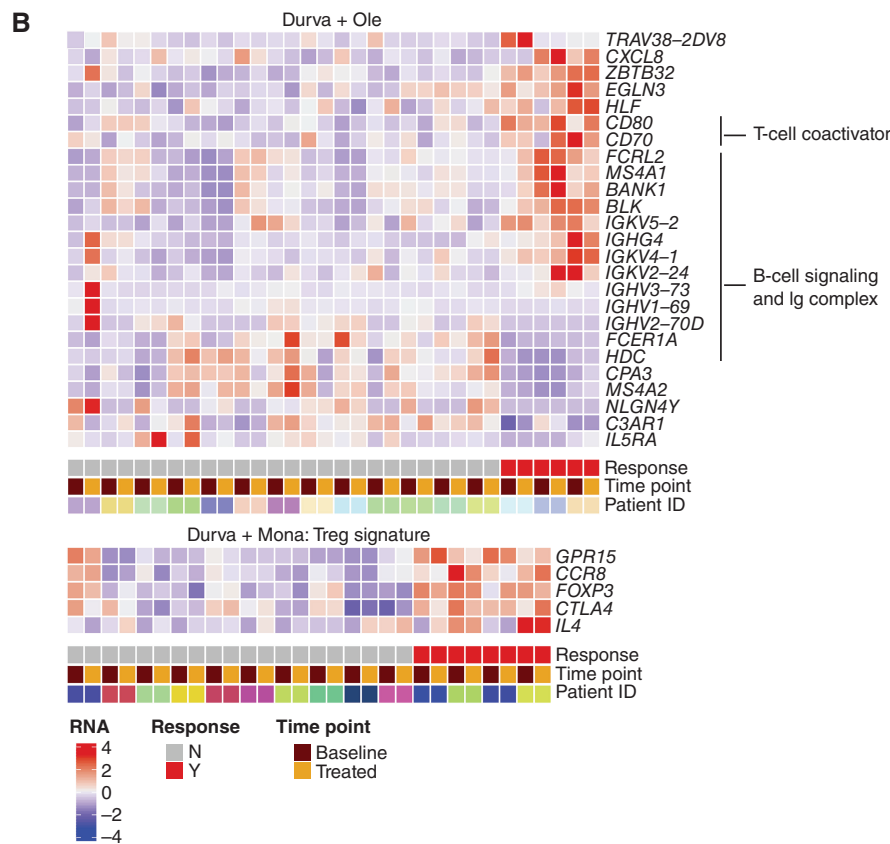 B
Durva + Ole
TRAV38–2DV8
CXCL8
ZBTB32
EGLN3
HLF
CD80
CD70
T-cell coactivator
FCRL2
MS4A1
BANK1
BLK
IGKV5–2
IGHG4
IGKV4–1
IGKV2–24
IGHV3–73
IGHV1–69
IGHV2–70D
FCER1A
HDC
B-cell signaling
and Ig complex
CPA3
MS4A2
NLGN4Y
C3AR1
IL5RA
Response
Time point
Patient ID
Durva + Mona: Treg signature
GPR15
CCR8
FOXP3
CTLA4
IL4
Response
Time point
Patient ID
RNA
4
2
0
–2
–4
Response
N
Y
Time point
Baseline
Treated